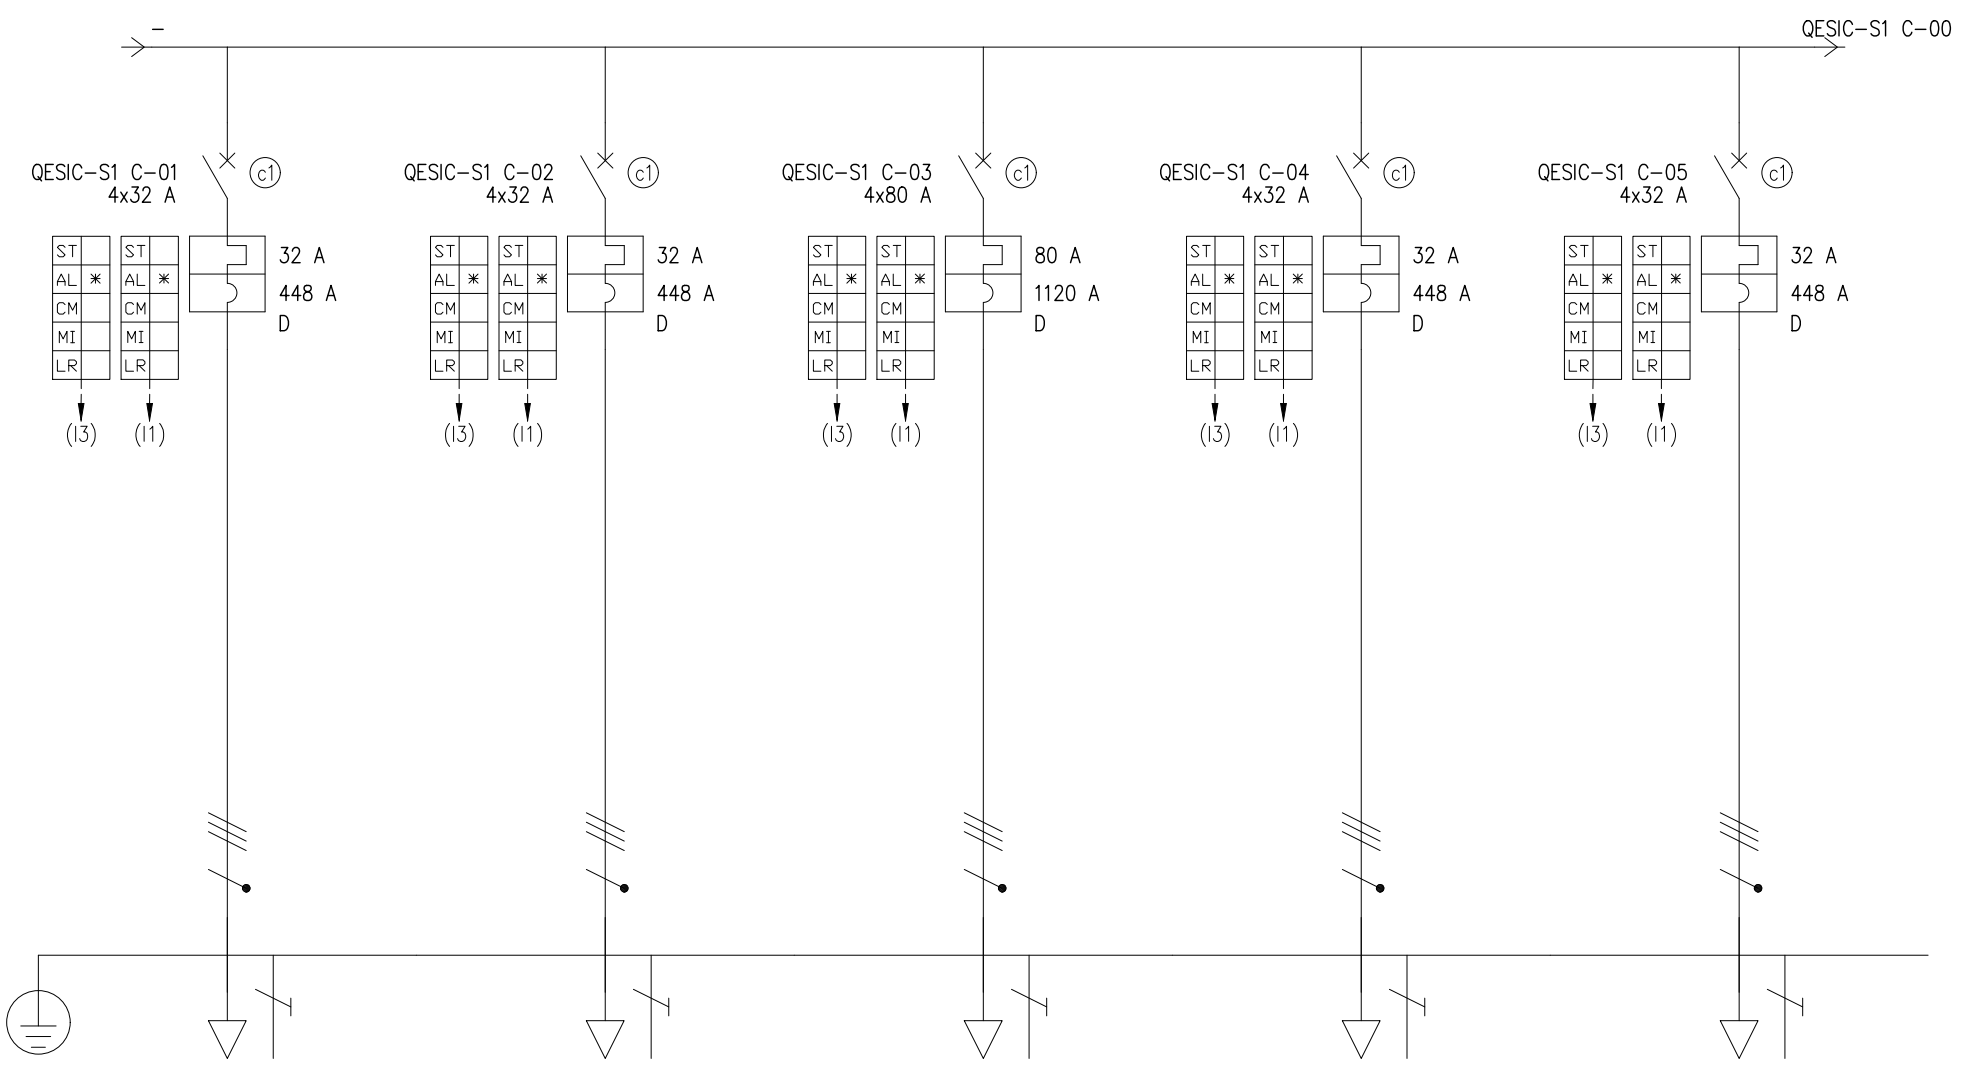 –
QESIC-S1 C-00
QESIC-S1 C-01
4x32 A
c1
ST
AL *
CM
MI
LR
(I3)
ST
AL *
CM
MI
LR
(I1)
32 A
448 A
D
QESIC-S1 C-02
4x32 A
c1
ST
AL *
CM
MI
LR
(I3)
ST
AL *
CM
MI
LR
(I1)
32 A
448 A
D
QESIC-S1 C-03
4x80 A
c1
ST
AL *
CM
MI
LR
(I3)
ST
AL *
CM
MI
LR
(I1)
80 A
1120 A
D
QESIC-S1 C-04
4x32 A
c1
ST
AL *
CM
MI
LR
(I3)
ST
AL *
CM
MI
LR
(I1)
32 A
448 A
D
QESIC-S1 C-05
4x32 A
c1
ST
AL *
CM
MI
LR
(I3)
ST
AL *
CM
MI
LR
(I1)
32 A
448 A
D